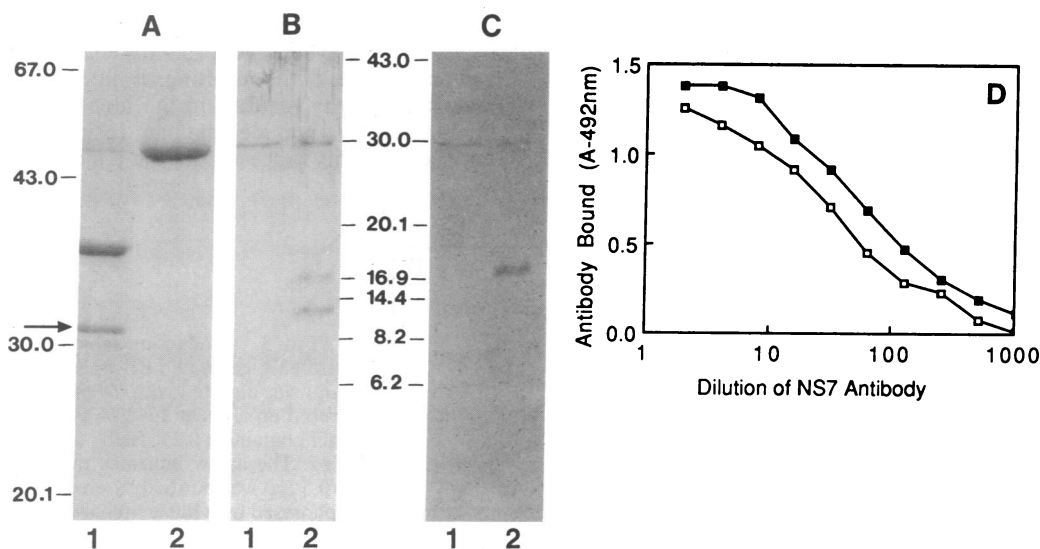 A
B
C
67.0
43.0
30.0
20.1
1 2
1 2
43.0
30.0
20.1
16.9
14.4
8.2
6.2
1 2
D
Antibody Bound (A-492nm)
1.5
1.0
0.5
0.0
1 10 100 1000
Dilution of NS7 Antibody